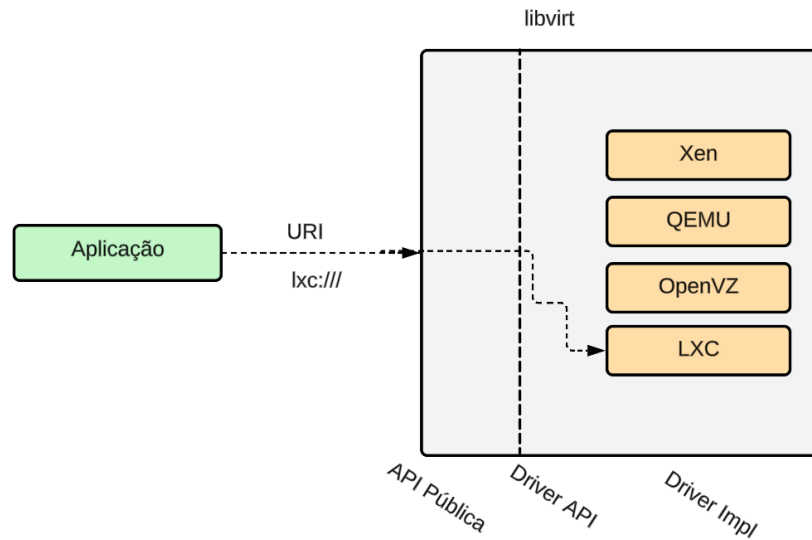 libvirt
Xen
QEMU
OpenVZ
LXC
Aplicação
URI
lxc:///
API Pública
Driver API
Driver Impl